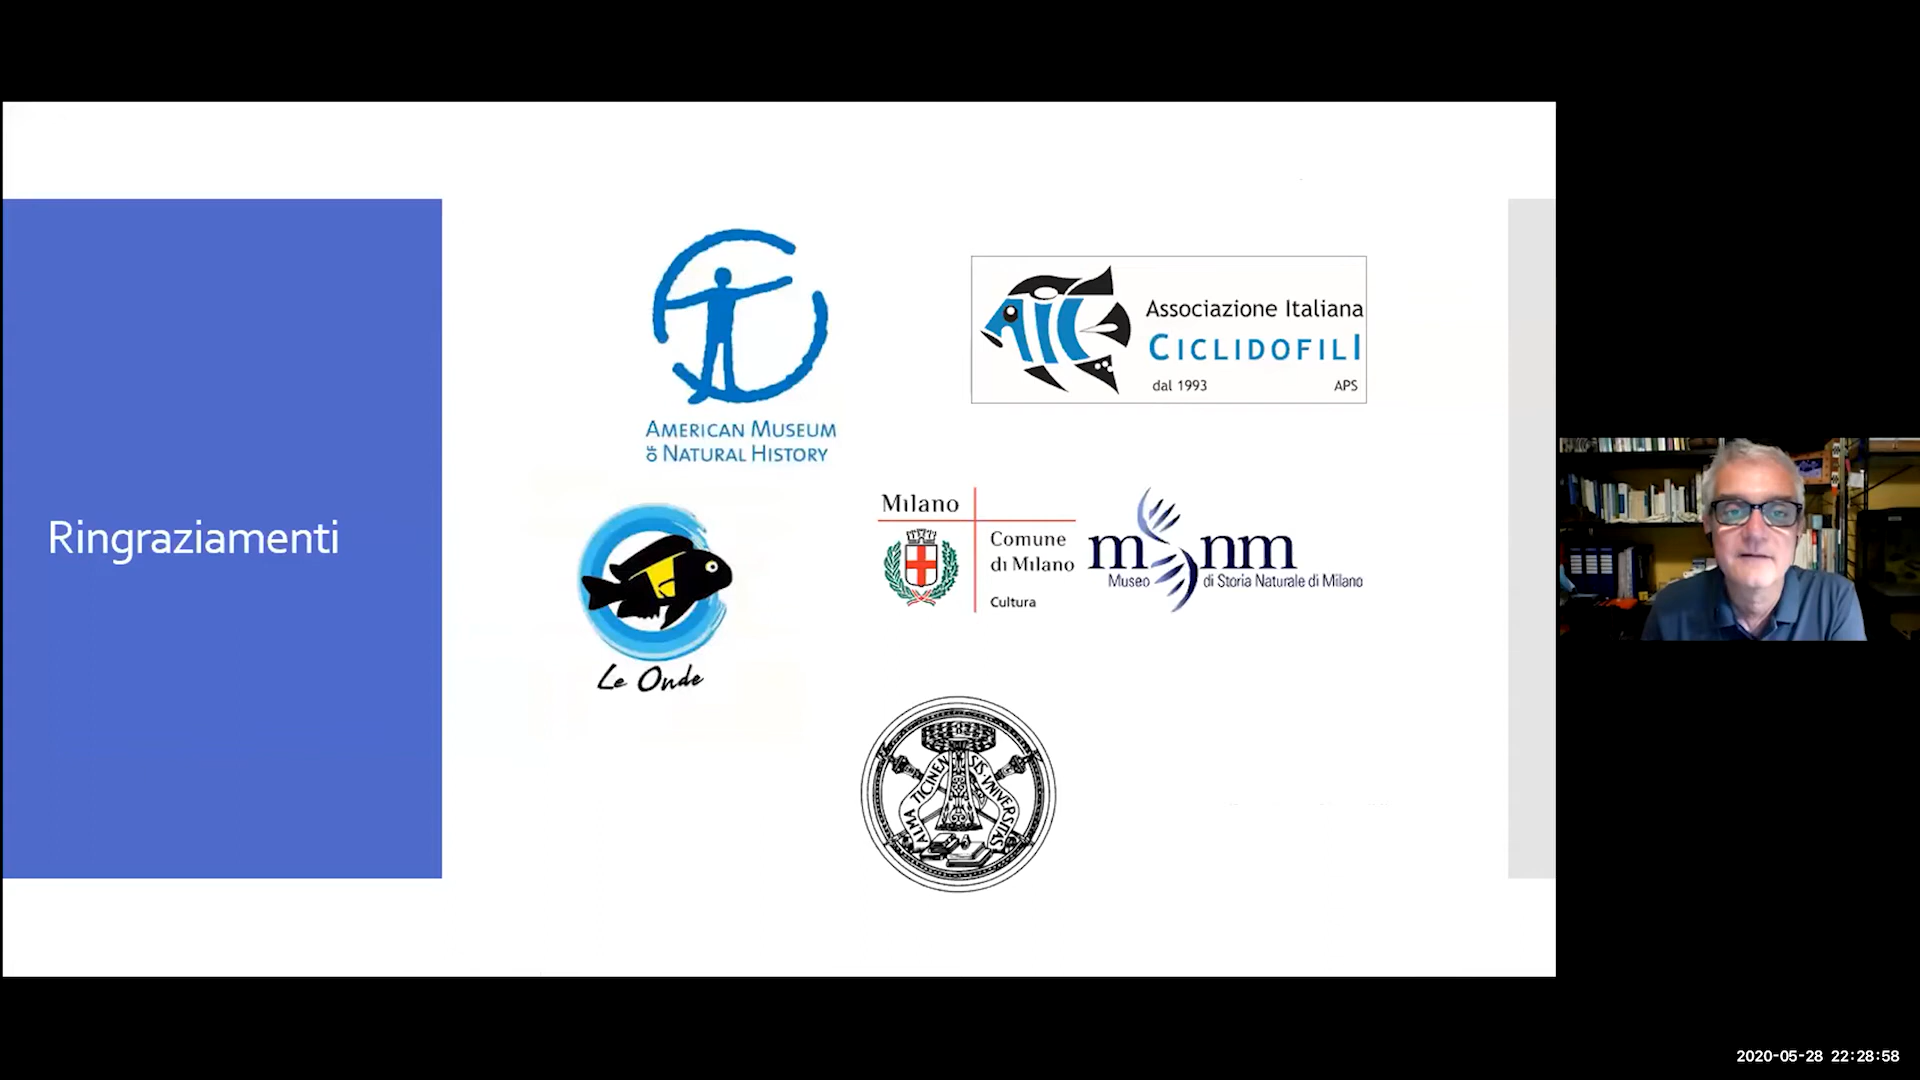 Ringraziamenti
AMERICAN MUSEUM
OF NATURAL HISTORY
Associazione Italiana
CICLIDOFILI
dal 1993 APS
Le Onde
Milano
Comune
di Milano
Cultura
msnm
Museo di Storia Naturale di Milano
ALMA TICINENSIS VNIVERSITAS
2020-05-28 22:28:58